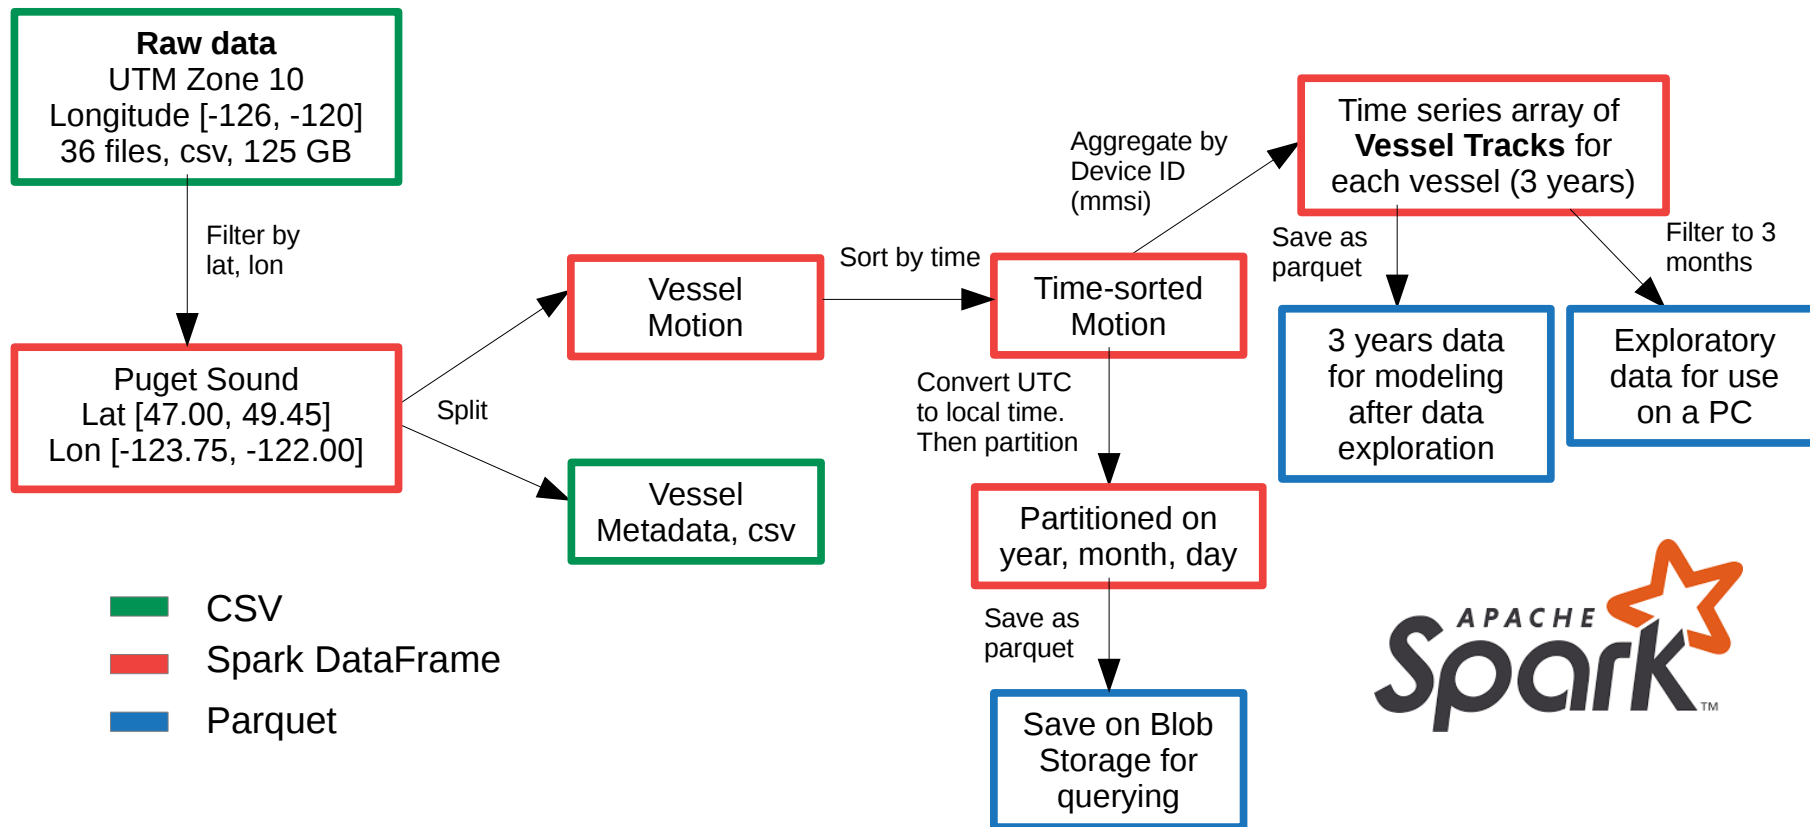 Raw data
UTM Zone 10
Longitude [-126, -120]
36 files, csv, 125 GB
Filter by
lat, lon
Puget Sound
Lat [47.00, 49.45]
Lon [-123.75, -122.00]
Split
Vessel
Motion
Vessel
Metadata, csv
Sort by time
Time-sorted
Motion
Aggregate by
Device ID
(mmsi)
Time series array of
Vessel Tracks for
each vessel (3 years)
Save as
parquet
Filter to 3
months
3 years data
for modeling
after data
exploration
Exploratory
data for use
on a PC
Convert UTC
to local time.
Then partition
Partitioned on
year, month, day
Save as
parquet
Save on Blob
Storage for
querying
CSV
Spark DataFrame
Parquet
APACHE
Spark™